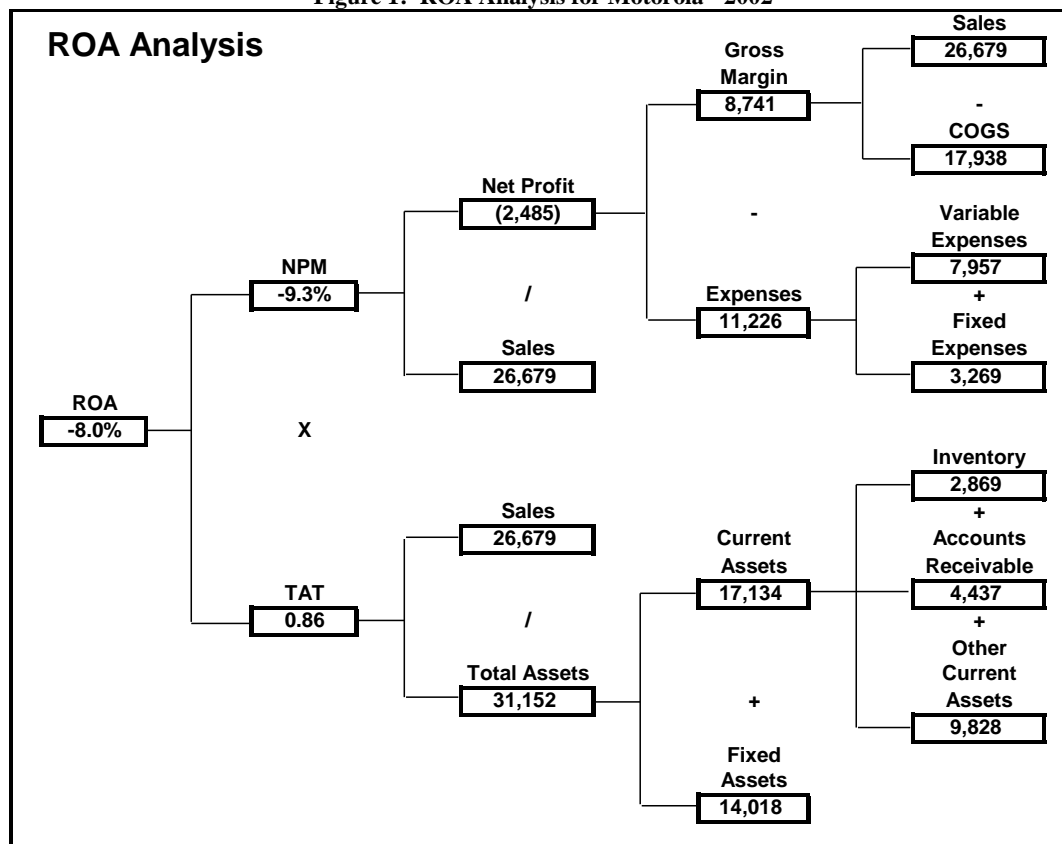 Figure 1: ROA Analysis for Motorola - 2002
ROA Analysis
ROA
-8.0%
NPM
-9.3%
X
TAT
0.86
Net Profit
(2,485)
/
Sales
26,679
Sales
26,679
/
Total Assets
31,152
Gross
Margin
8,741
-
Expenses
11,226
Current
Assets
17,134
+
Fixed
Assets
14,018
Sales
26,679
-
COGS
17,938
Variable
Expenses
7,957
+
Fixed
Expenses
3,269
Inventory
2,869
+
Accounts
Receivable
4,437
+
Other
Current
Assets
9,828